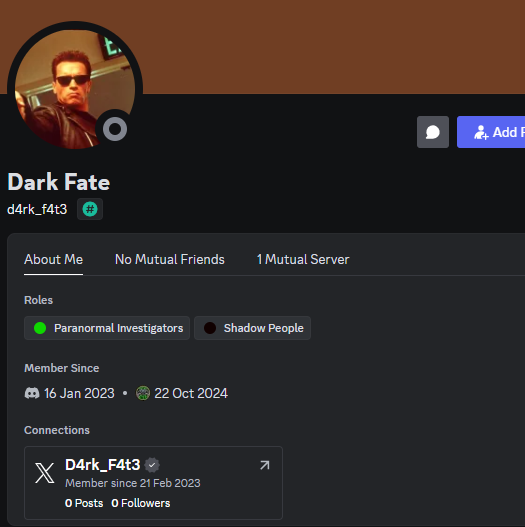 Add
Dark Fate
d4rk_f4t3 #
About Me No Mutual Friends 1 Mutual Server
Roles
Paranormal Investigators Shadow People
Member Since
16 Jan 2023 • 22 Oct 2024
Connections
D4rk_F4t3
Member since 21 Feb 2023
0 Posts 0 Followers